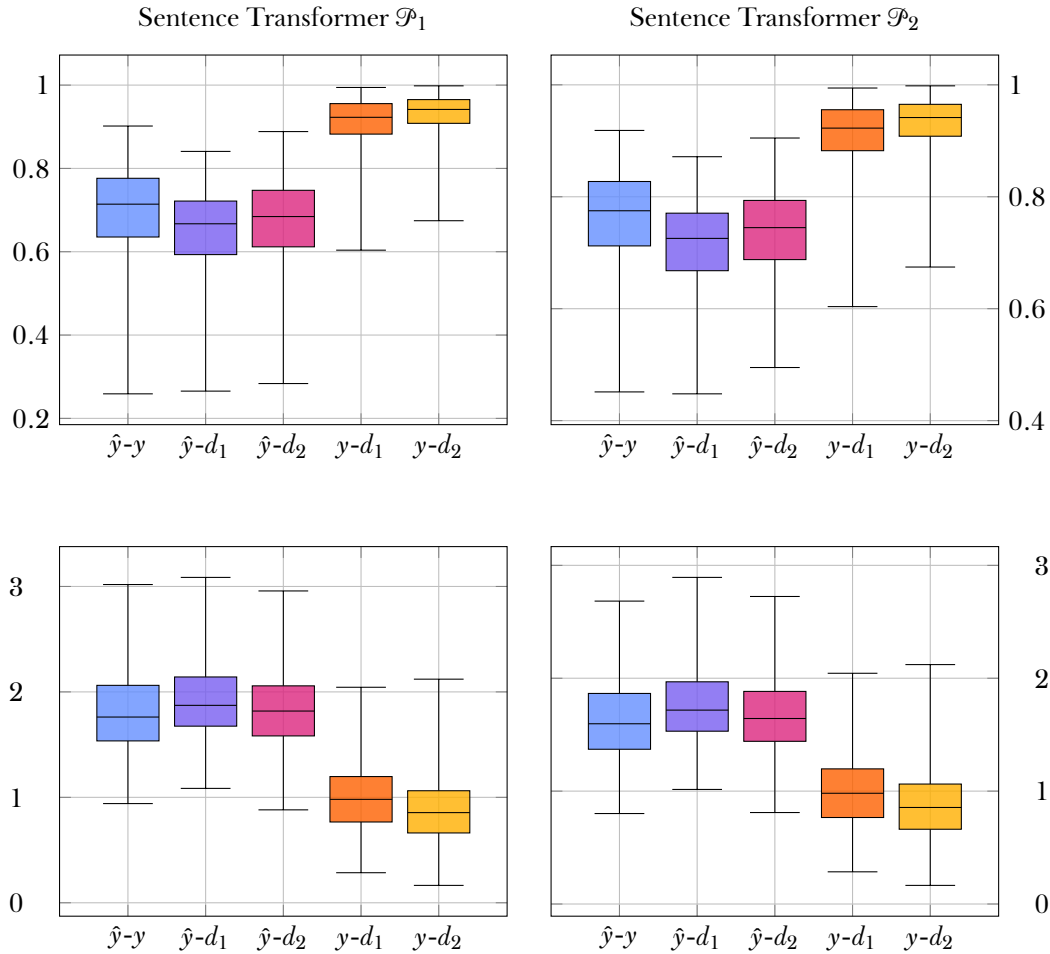 Sentence Transformer 𝒫₁
Sentence Transformer 𝒫₂
1
0.8
0.6
0.4
0.2
ŷ-y ŷ-d₁ ŷ-d₂ y-d₁ y-d₂
1
0.8
0.6
0.4
ŷ-y ŷ-d₁ ŷ-d₂ y-d₁ y-d₂
3
2
1
0
ŷ-y ŷ-d₁ ŷ-d₂ y-d₁ y-d₂
3
2
1
0
ŷ-y ŷ-d₁ ŷ-d₂ y-d₁ y-d₂